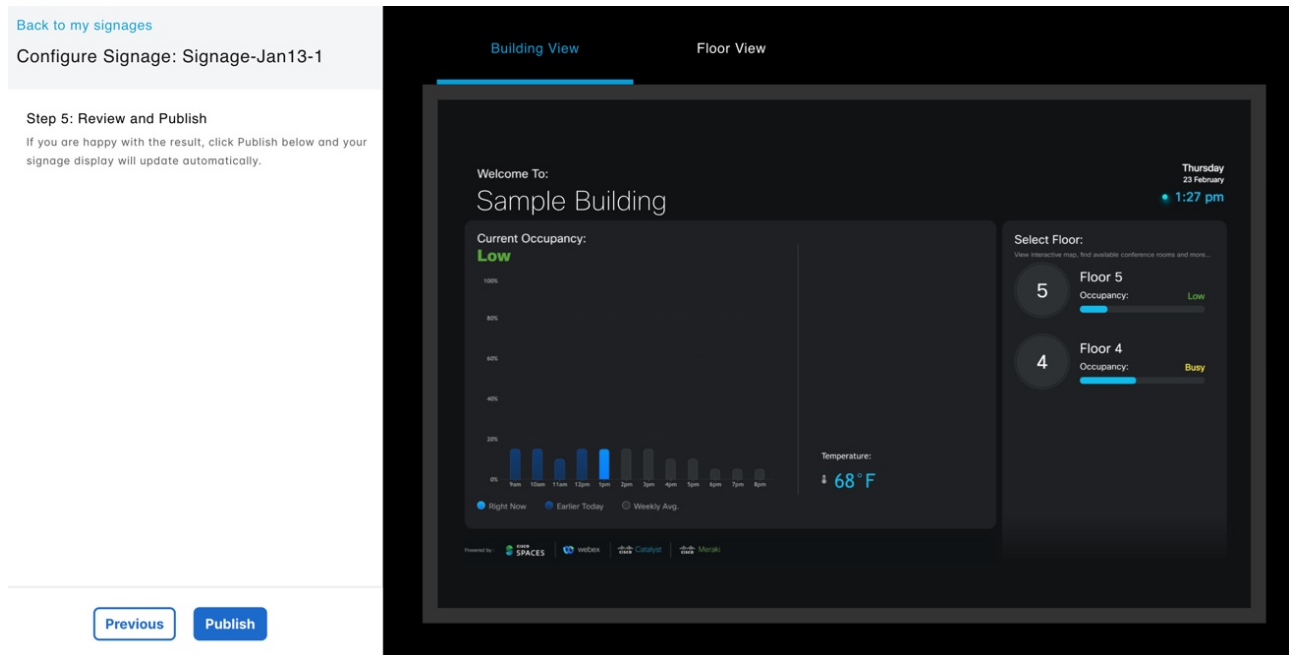 Back to my signages
Configure Signage: Signage-Jan13-1
Step 5: Review and Publish
If you are happy with the result, click Publish below and your
signage display will update automatically.
Previous
Publish
Building View
Floor View
Welcome To:
Sample Building
Thursday
23 February
1:27 pm
Current Occupancy:
Low
100%
80%
60%
40%
20%
0%
9am 10am 11am 12pm 1pm 2pm 3pm 4pm 5pm 6pm 7pm 8pm
Right Now
Earlier Today
Weekly Avg.
Temperature:
68°F
Select Floor:
View interactive map, find available conference rooms and more...
5
Floor 5
Occupancy:
Low
4
Floor 4
Occupancy:
Busy
Powered by:
CISCO
SPACES
webex
CISCO
Catalyst
CISCO
Meraki